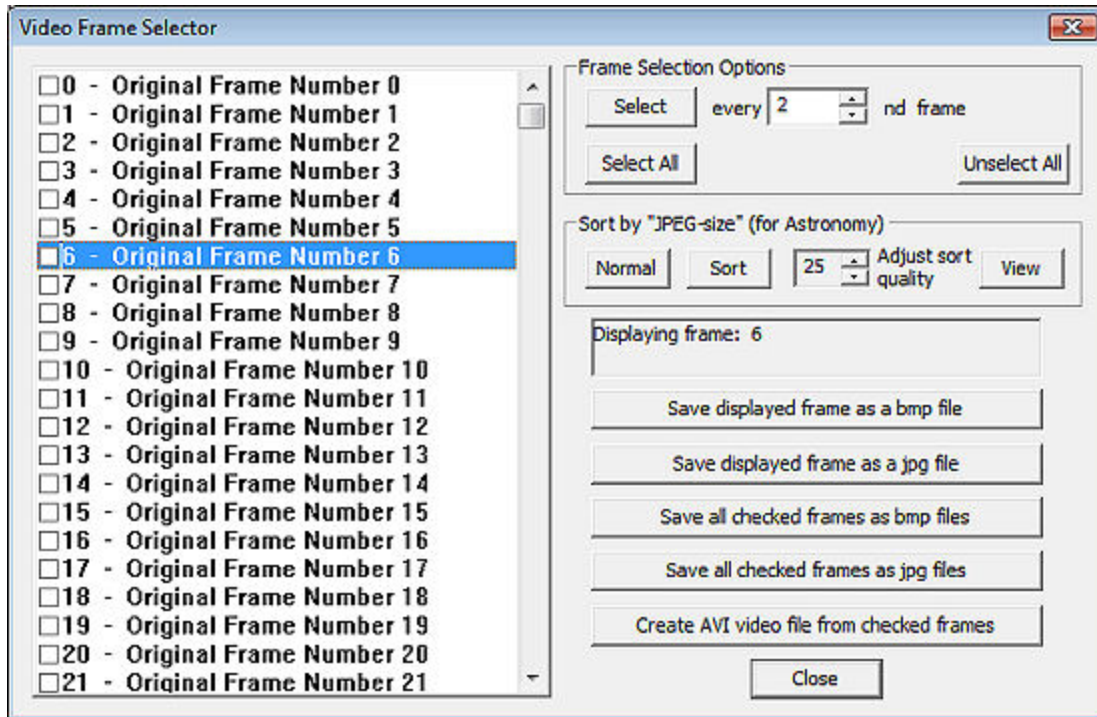 Video Frame Selector
0 - Original Frame Number 0
1 - Original Frame Number 1
2 - Original Frame Number 2
3 - Original Frame Number 3
4 - Original Frame Number 4
5 - Original Frame Number 5
6 - Original Frame Number 6
7 - Original Frame Number 7
8 - Original Frame Number 8
9 - Original Frame Number 9
10 - Original Frame Number 10
11 - Original Frame Number 11
12 - Original Frame Number 12
13 - Original Frame Number 13
14 - Original Frame Number 14
15 - Original Frame Number 15
16 - Original Frame Number 16
17 - Original Frame Number 17
18 - Original Frame Number 18
19 - Original Frame Number 19
20 - Original Frame Number 20
21 - Original Frame Number 21
Frame Selection Options
Select every 2 nd frame
Select All Unselect All
Sort by "JPEG-size" (for Astronomy)
Normal Sort 25 Adjust sort quality View
Displaying frame: 6
Save displayed frame as a bmp file
Save displayed frame as a jpg file
Save all checked frames as bmp files
Save all checked frames as jpg files
Create AVI video file from checked frames
Close